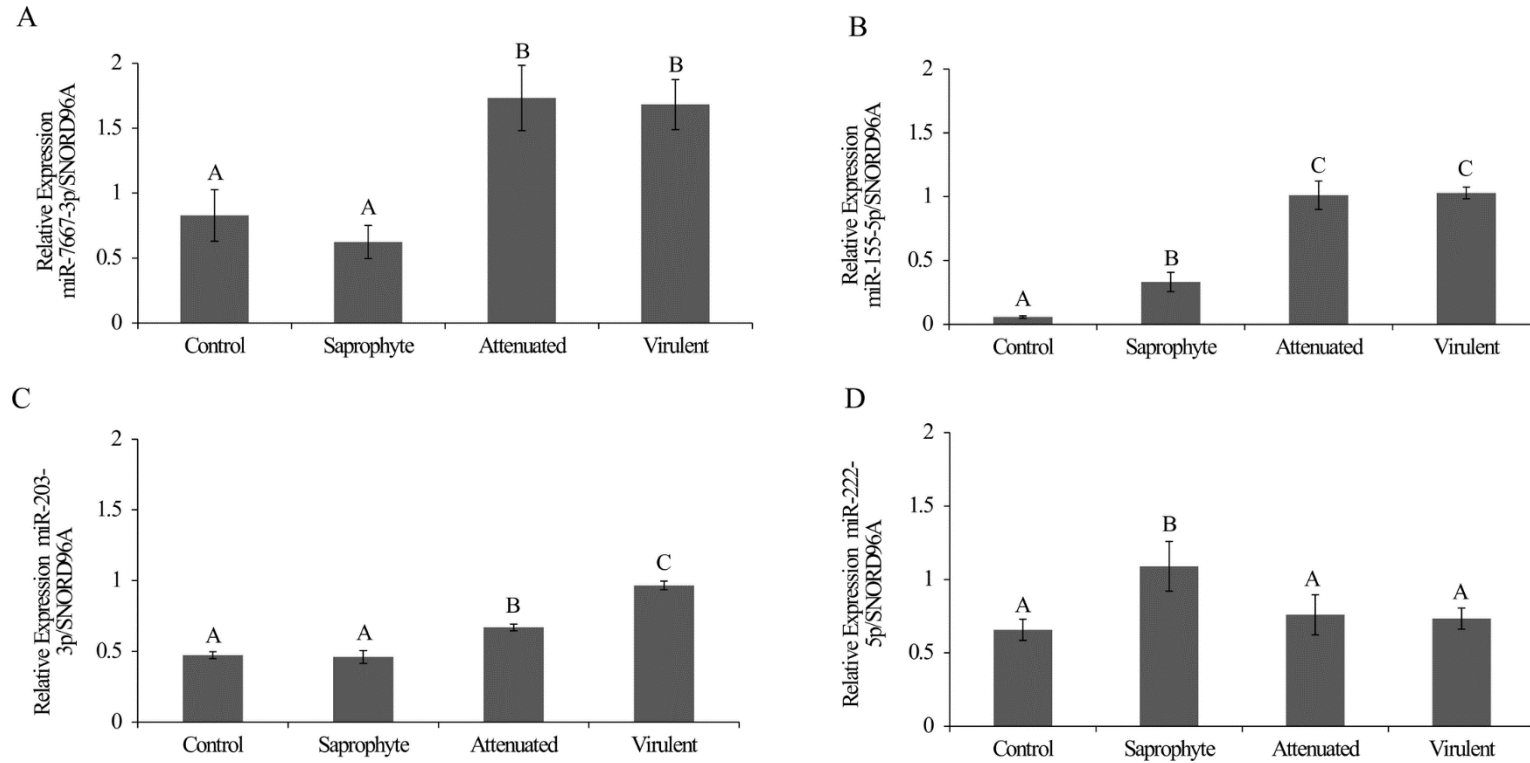 A
Relative Expression
miR-7667-3p/SNORD96A
2
1.5
1
0.5
0
A
A
B
B
Control
Saprophyte
Attenuated
Virulent
B
Relative Expression
miR-155-5p/SNORD96A
2
1.5
1
0.5
0
A
B
C
C
Control
Saprophyte
Attenuated
Virulent
C
Relative Expression miR-203-
3p/SNORD96A
2
1.5
1
0.5
0
A
A
B
C
Control
Saprophyte
Attenuated
Virulent
D
Relative Expression miR-222-
5p/SNORD96A
2
1.5
1
0.5
0
A
B
A
A
Control
Saprophyte
Attenuated
Virulent